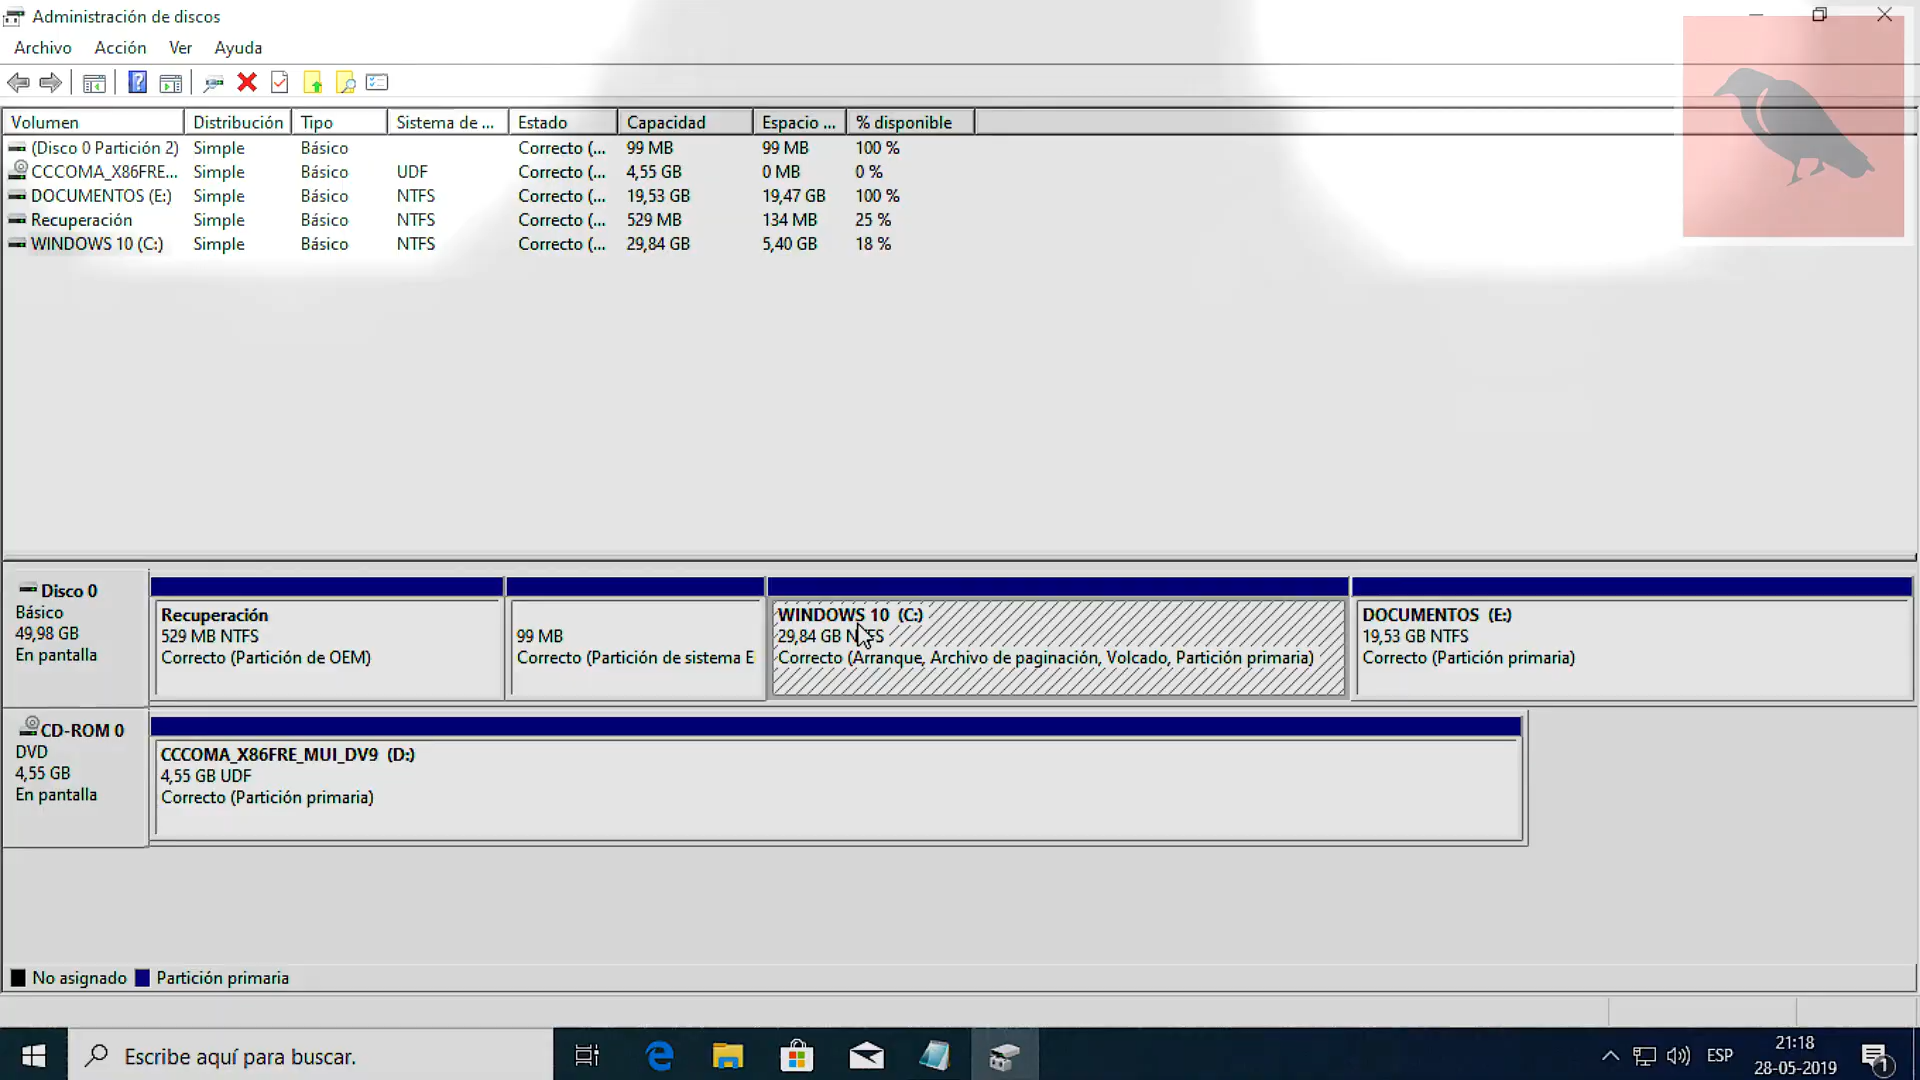 Administración de discos
Archivo Acción Ver Ayuda
Volumen Distribución Tipo Sistema de ... Estado Capacidad Espacio ... % disponible
(Disco 0 Partición 2) Simple Básico Correcto (... 99 MB 99 MB 100 %
CCCOMA_X86FRE... Simple Básico UDF Correcto (... 4,55 GB 0 MB 0 %
DOCUMENTOS (E:) Simple Básico NTFS Correcto (... 19,53 GB 19,47 GB 100 %
Recuperación Simple Básico NTFS Correcto (... 529 MB 134 MB 25 %
WINDOWS 10 (C:) Simple Básico NTFS Correcto (... 29,84 GB 5,40 GB 18 %
Disco 0
Básico
49,98 GB
En pantalla
Recuperación
529 MB NTFS
Correcto (Partición de OEM)
99 MB
Correcto (Partición de sistema E
WINDOWS 10 (C:)
29,84 GB NTFS
Correcto (Arranque, Archivo de paginación, Volcado, Partición primaria)
DOCUMENTOS (E:)
19,53 GB NTFS
Correcto (Partición primaria)
CD-ROM 0
DVD
4,55 GB
En pantalla
CCCOMA_X86FRE_MUI_DV9 (D:)
4,55 GB UDF
Correcto (Partición primaria)
No asignado Partición primaria
Escribe aquí para buscar.
ESP
21:18
28-05-2019
1